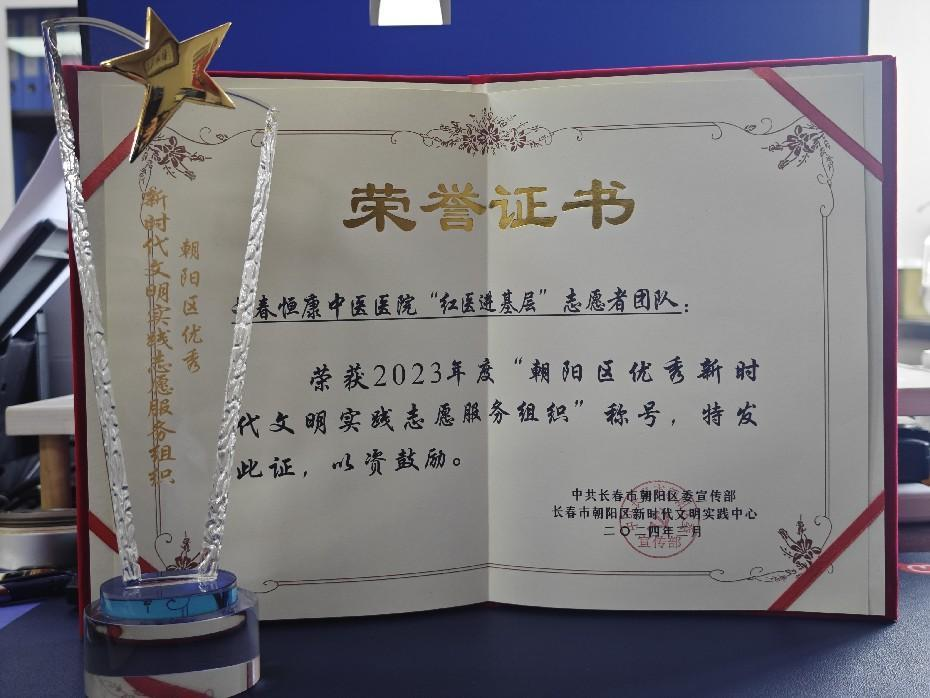 荣誉证书
春恒康中医医院“红医进基层”志愿者团队：
荣获2023年度“朝阳区优秀新时
代文明实践志愿服务组织”称号，特发
此证，以资鼓励。
中共长春市朝阳区委宣传部
长春市朝阳区新时代文明实践中心
二〇二四年三月
宣传部
朝阳区优秀
新时代文明实践志愿服务组织